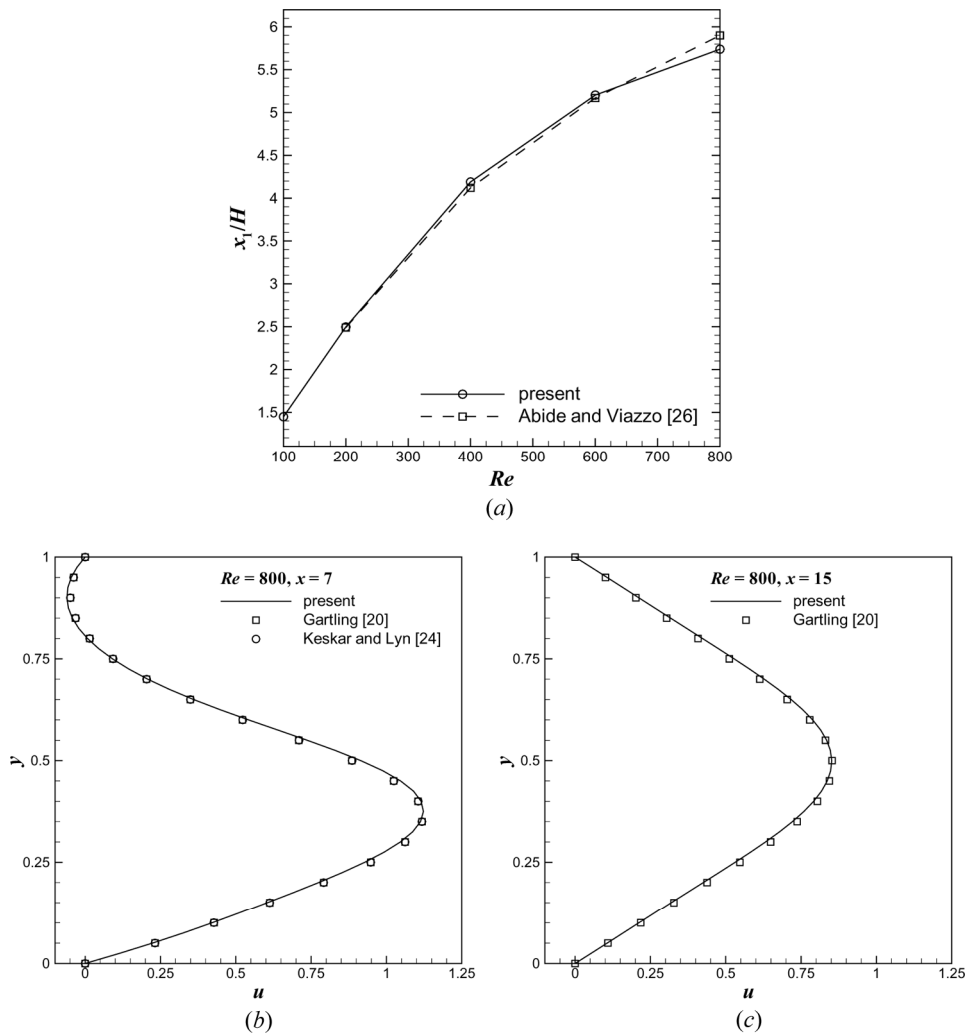 6
5.5
5
4.5
4
3.5
3
2.5
2
1.5
x1/H
present
Abide and Viazzo [26]
100 200 300 400 500 600 700 800
Re
(a)
1
0.75
0.5
0.25
0
y
Re = 800, x = 7
present
Gartling [20]
Keskar and Lyn [24]
0 0.25 0.5 0.75 1 1.25
u
(b)
1
0.75
0.5
0.25
0
y
Re = 800, x = 15
present
Gartling [20]
0 0.25 0.5 0.75 1 1.25
u
(c)